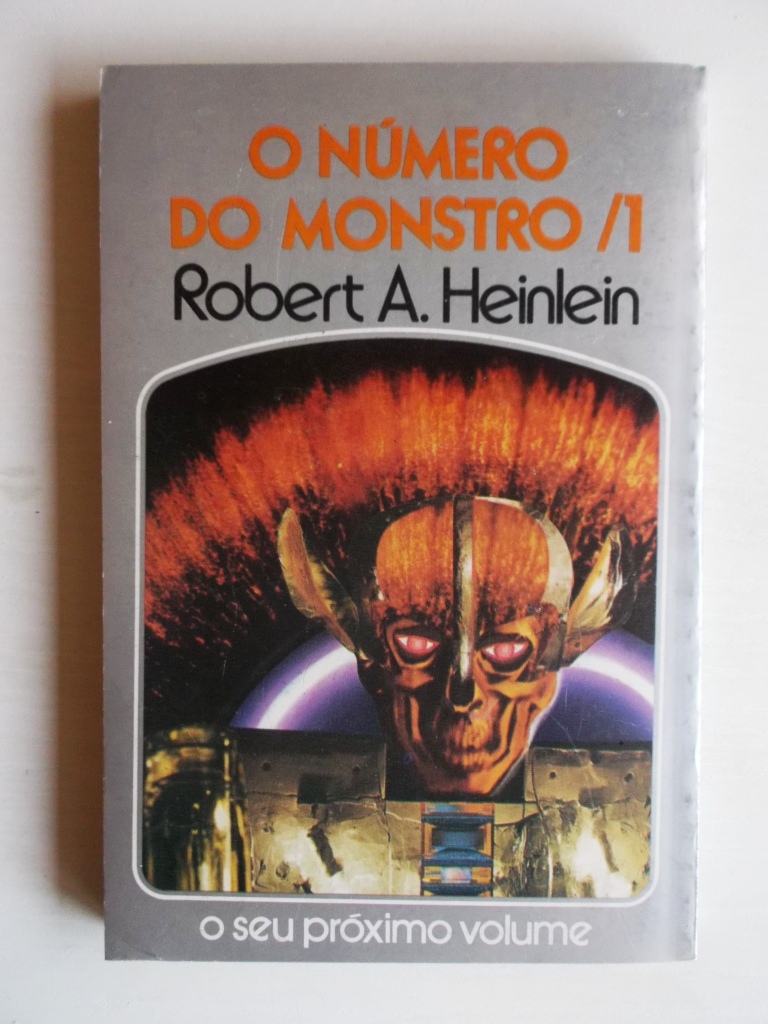 O NÚMERO
DO MONSTRO /1
Robert A. Heinlein
o seu próximo volume